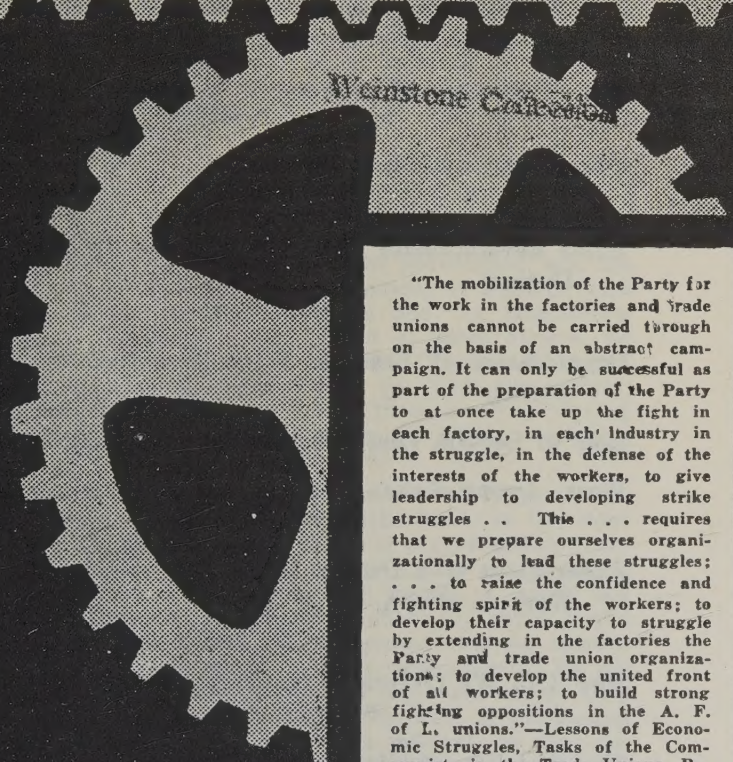 Weinstone Collection
“The mobilization of the Party for
the work in the factories and trade
unions cannot be carried through
on the basis of an abstract cam-
paign. It can only be successful as
part of the preparation of the Party
to at once take up the fight in
each factory, in each industry in
the struggle, in the defense of the
interests of the workers, to give
leadership to developing strike
struggles . . This . . . requires
that we prepare ourselves organi-
zationally to lead these struggles;
. . . to raise the confidence and
fighting spirit of the workers; to
develop their capacity to struggle
by extending in the factories the
Party and trade union organiza-
tions; to develop the united front
of all workers; to build strong
fighting oppositions in the A. F.
of L. unions.”—Lessons of Econo-
mic Struggles, Tasks of the Com-